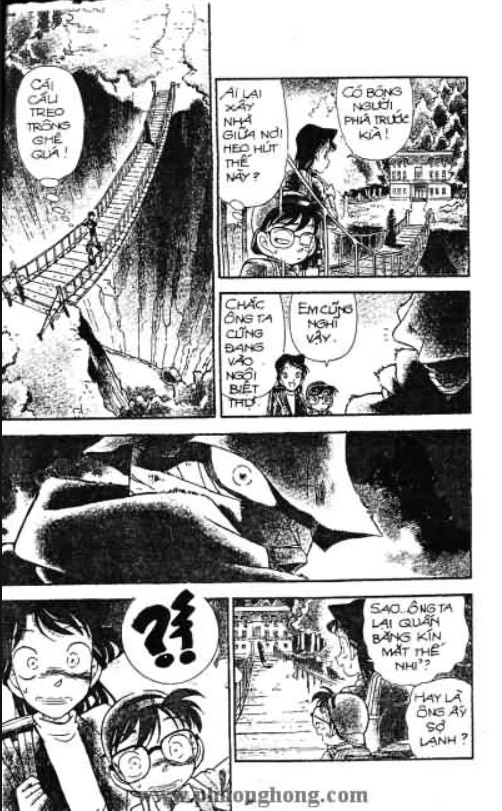 CÁI
CẦU
TREO
TRÔNG
GHÊ
QUÁ!
CÓ BÓNG
NGƯỜI
PHÍA TRƯỚC
KÌA!
AI LẠI
XÂY
NHÀ
GIỮA NƠI
HEO HÚT
THẾ
NÀY?
CHẮC
ÔNG TA
CŨNG
ĐANG
VÀO
NGÔI
BIỆT
THỰ
EM CŨNG
NGHĨ
VẬY.
?!
SAO..ÔNG TA
LẠI QUẤN
BĂNG KÍN
MẶT THẾ
NHỈ??
HAY LÀ
ÔNG ẤY
SỢ
LẠNH?
www.philonghong.com